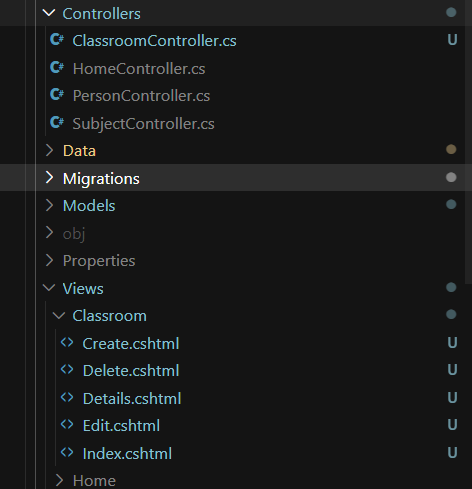 Controllers
C# ClassroomController.cs U
C# HomeController.cs
C# PersonController.cs
C# SubjectController.cs
Data
Migrations
Models
obj
Properties
Views
Classroom
Create.cshtml U
Delete.cshtml U
Details.cshtml U
Edit.cshtml U
Index.cshtml U
Home